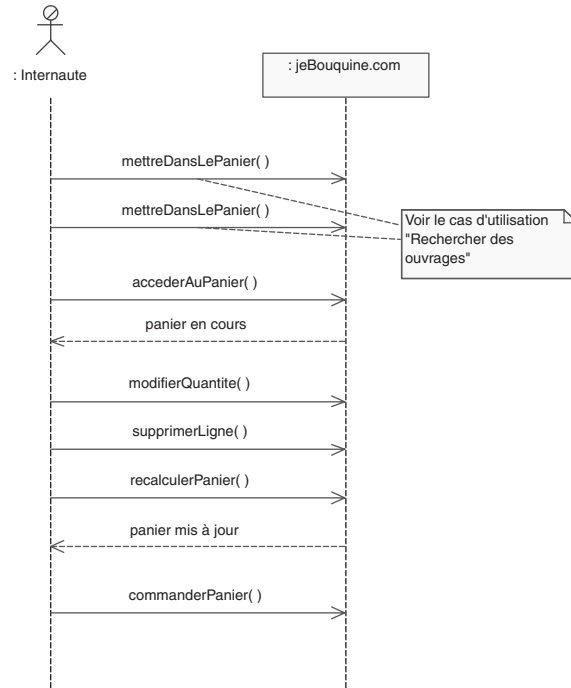 : Internaute
: jeBouquine.com
mettreDansLePanier( )
mettreDansLePanier( )
Voir le cas d'utilisation
"Rechercher des
ouvrages"
accederAuPanier( )
panier en cours
modifierQuantite( )
supprimerLigne( )
recalculerPanier( )
panier mis à jour
commanderPanier( )